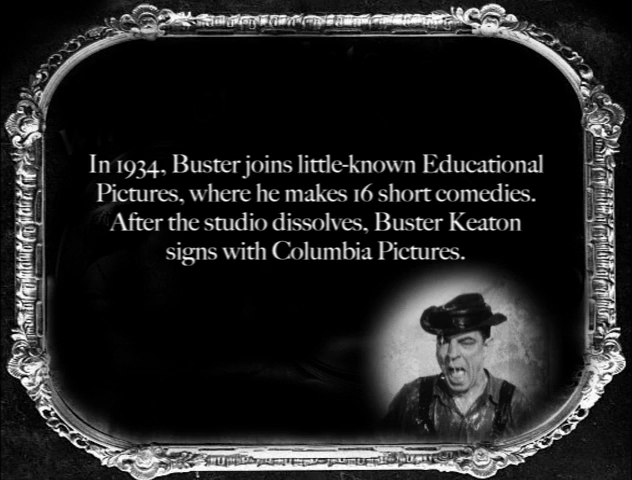 In 1934, Buster joins little-known Educational
Pictures, where he makes 16 short comedies.
After the studio dissolves, Buster Keaton
signs with Columbia Pictures.